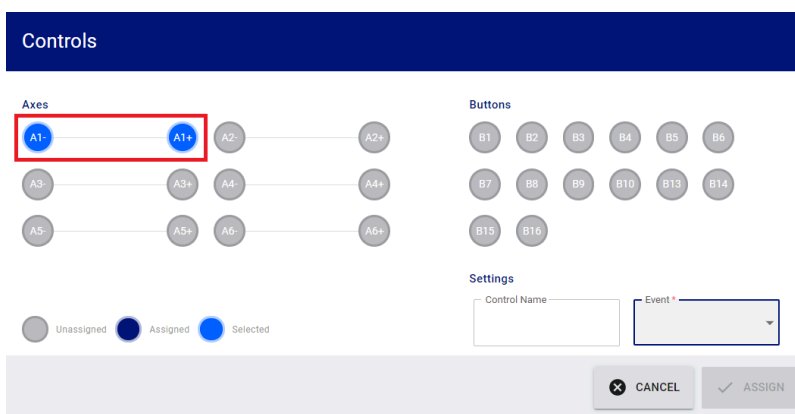 Controls
Axes
A1- A1+ A2- A2+
A3- A3+ A4- A4+
A5- A5+ A6- A6+
Unassigned Assigned Selected
Buttons
B1 B2 B3 B4 B5 B6
B7 B8 B9 B10 B13 B14
B15 B16
Settings
Control Name Event *
CANCEL ASSIGN